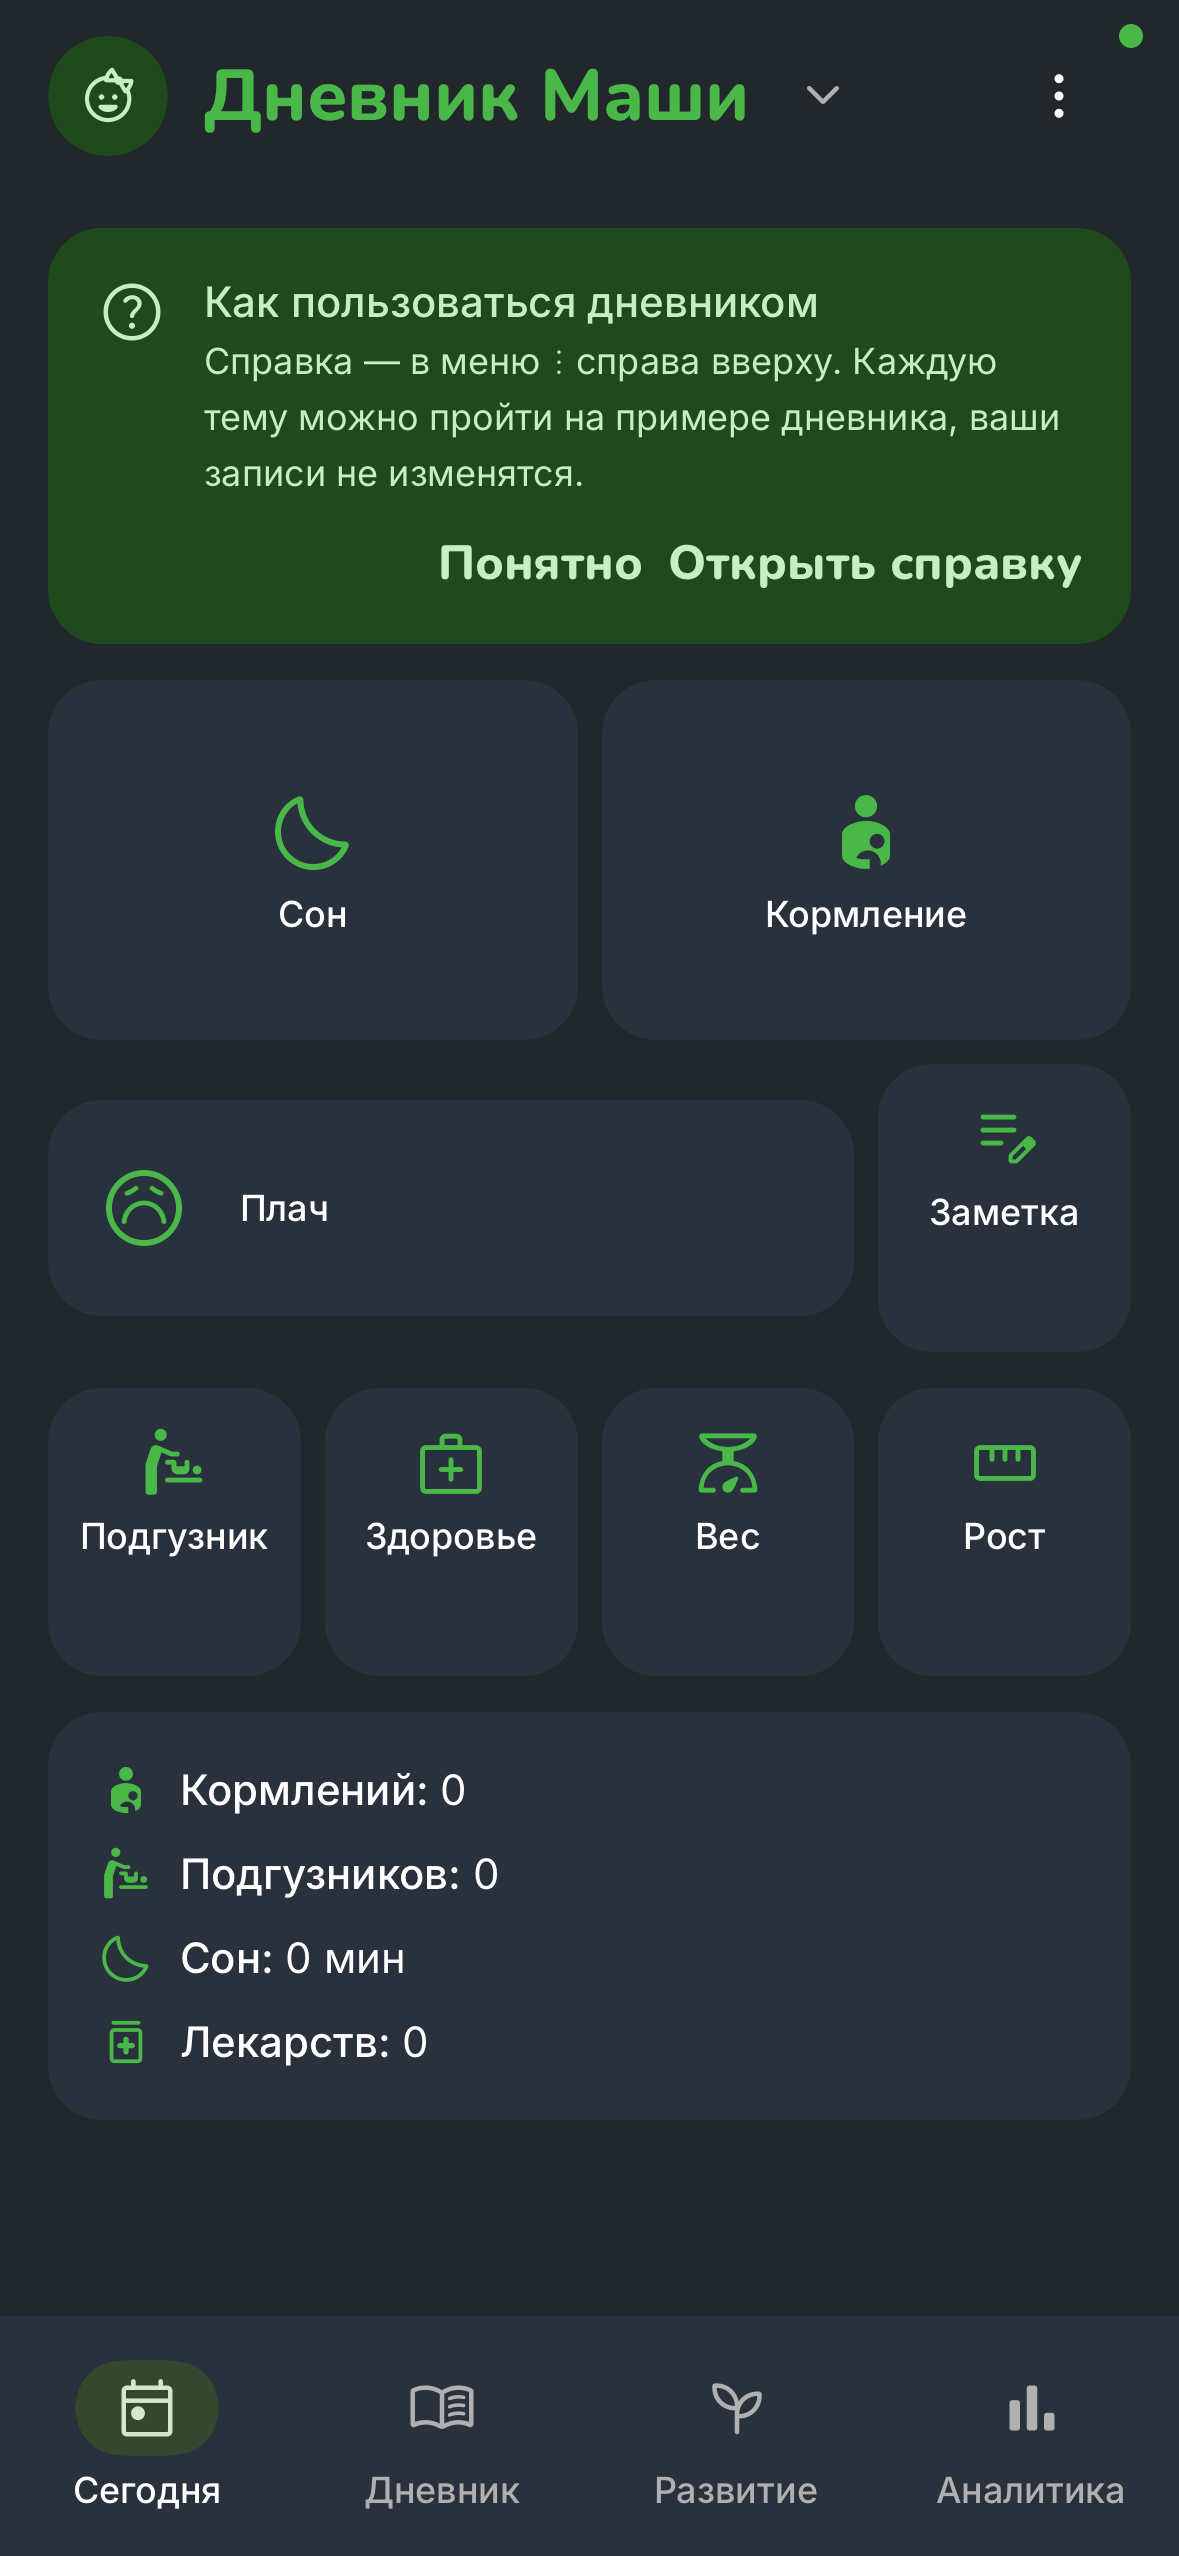 Дневник Маши
Как пользоваться дневником
Справка — в меню ⋮ справа вверху. Каждую
тему можно пройти на примере дневника, ваши
записи не изменятся.
Понятно Открыть справку
Сон
Кормление
Плач
Заметка
Подгузник
Здоровье
Вес
Рост
Кормлений: 0
Подгузников: 0
Сон: 0 мин
Лекарств: 0
Сегодня
Дневник
Развитие
Аналитика